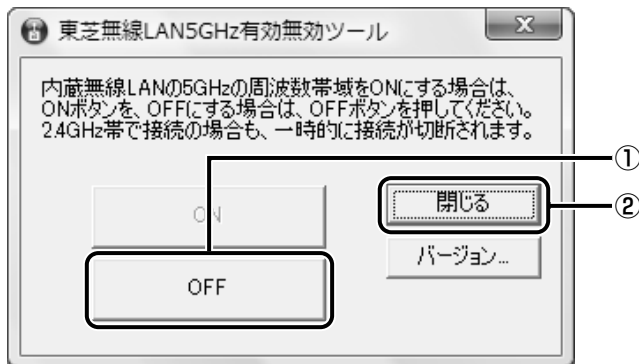 東芝無線LAN5GHz有効無効ツール
内蔵無線LANの5GHzの周波数帯域をONにする場合は、
ONボタンを、OFFにする場合は、OFFボタンを押してください。
2.4GHz帯で接続の場合も、一時的に接続が切断されます。
①
ON
閉じる
②
バージョン...
OFF